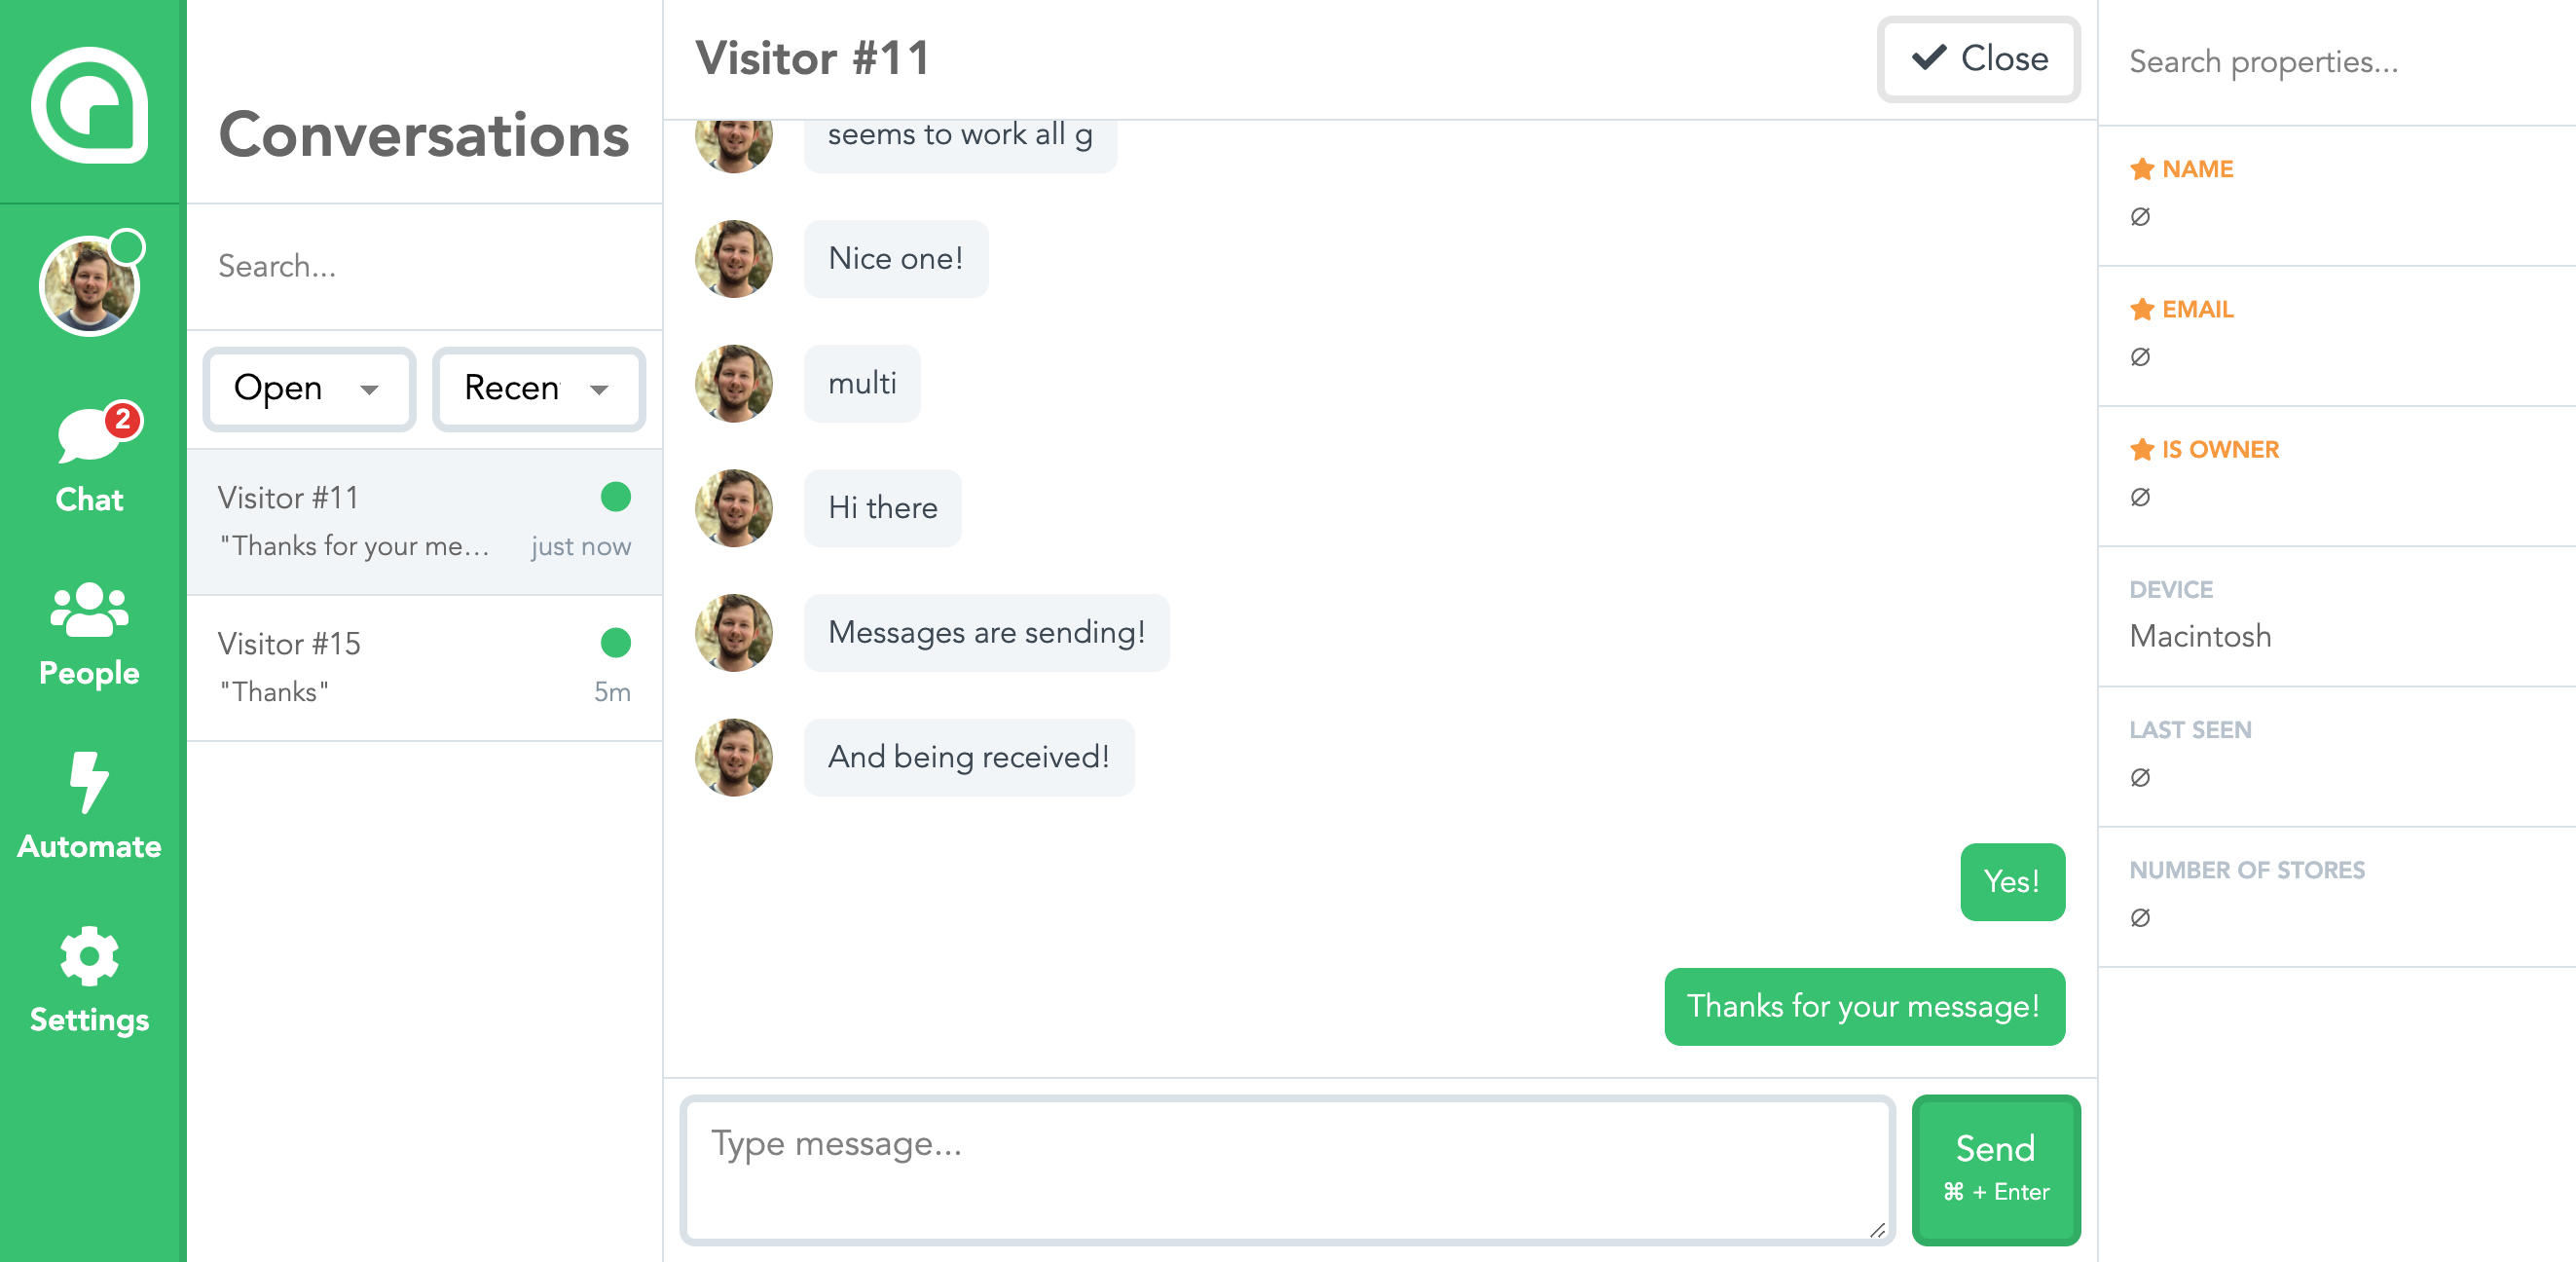 Chat
2
People
Automate
Settings
Conversations
Search...
Open
Recen
Visitor #11
"Thanks for your me...
just now
Visitor #15
"Thanks"
5m
Visitor #11
Close
seems to work all g
Nice one!
multi
Hi there
Messages are sending!
And being received!
Yes!
Thanks for your message!
Type message...
Send
⌘ + Enter
Search properties...
NAME
∅
EMAIL
∅
IS OWNER
∅
DEVICE
Macintosh
LAST SEEN
∅
NUMBER OF STORES
∅